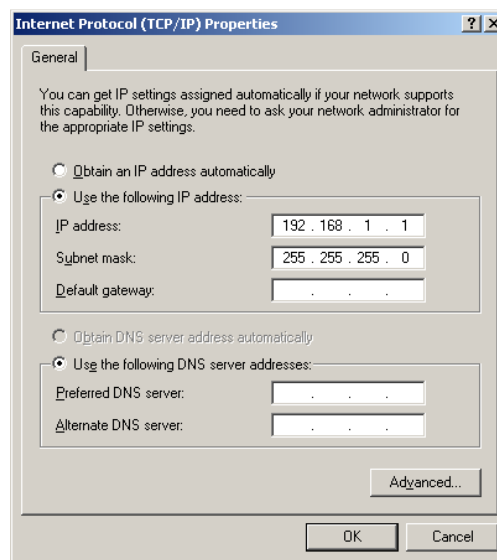 Internet Protocol (TCP/IP) Properties
General
You can get IP settings assigned automatically if your network supports
this capability. Otherwise, you need to ask your network administrator for
the appropriate IP settings.
Obtain an IP address automatically
Use the following IP address:
IP address: 192 . 168 . 1 . 1
Subnet mask: 255 . 255 . 255 . 0
Default gateway: . . .
Obtain DNS server address automatically
Use the following DNS server addresses:
Preferred DNS server: . . .
Alternate DNS server: . . .
Advanced...
OK Cancel